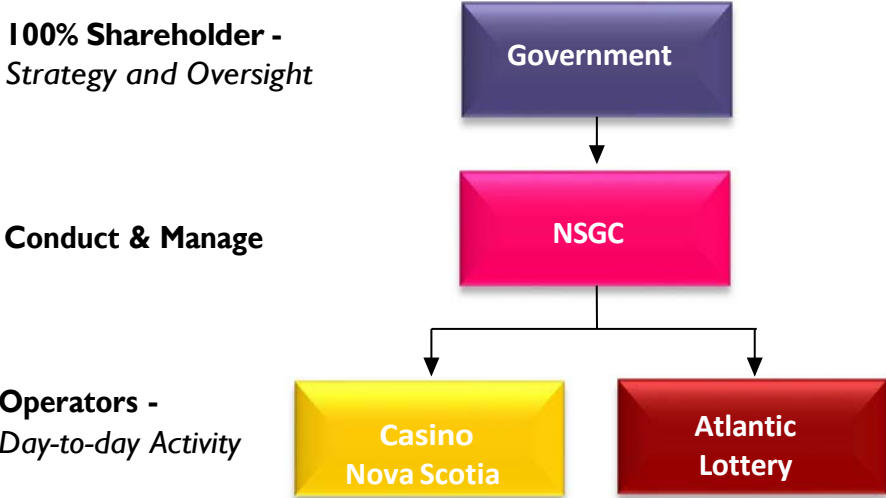 100% Shareholder -
Strategy and Oversight
Government
Conduct & Manage
NSGC
Operators -
Day-to-day Activity
Casino
Nova Scotia
Atlantic
Lottery